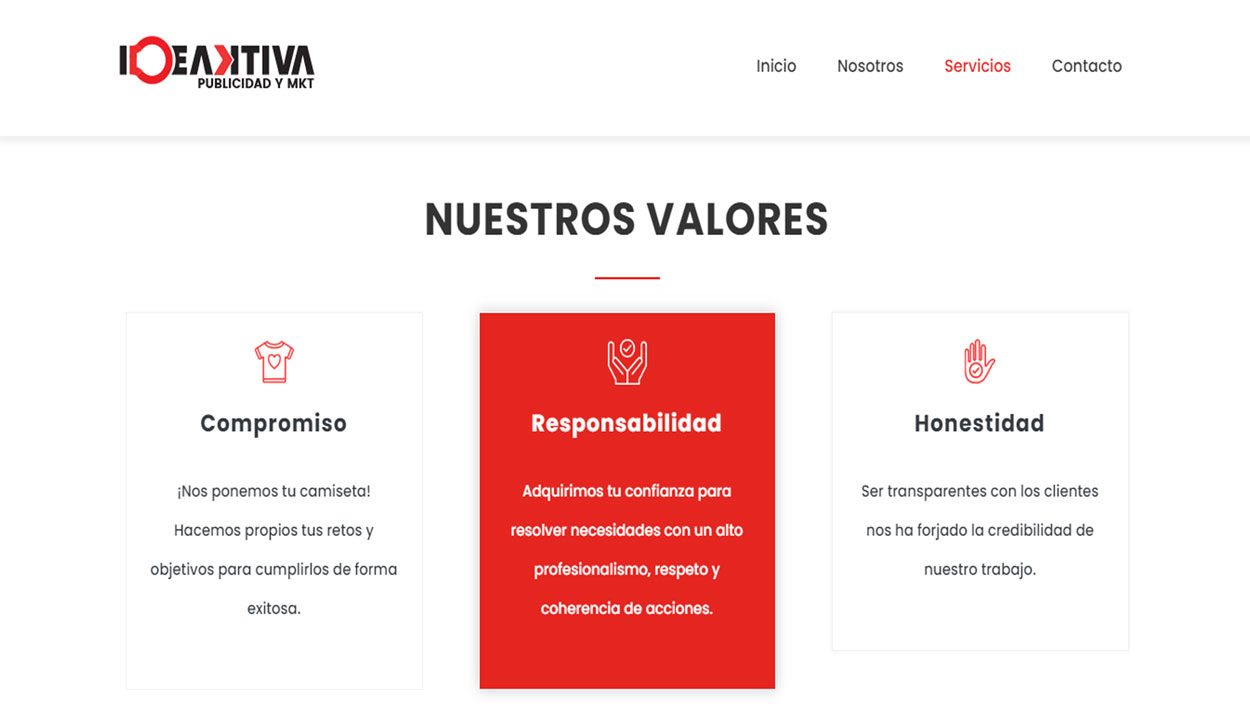 IDEAKTIVA
PUBLICIDAD Y MKT
Inicio Nosotros Servicios Contacto
NUESTROS VALORES
Compromiso
¡Nos ponemos tu camiseta!
Hacemos propios tus retos y
objetivos para cumplirlos de forma
exitosa.
Responsabilidad
Adquirimos tu confianza para
resolver necesidades con un alto
profesionalismo, respeto y
coherencia de acciones.
Honestidad
Ser transparentes con los clientes
nos ha forjado la credibilidad de
nuestro trabajo.